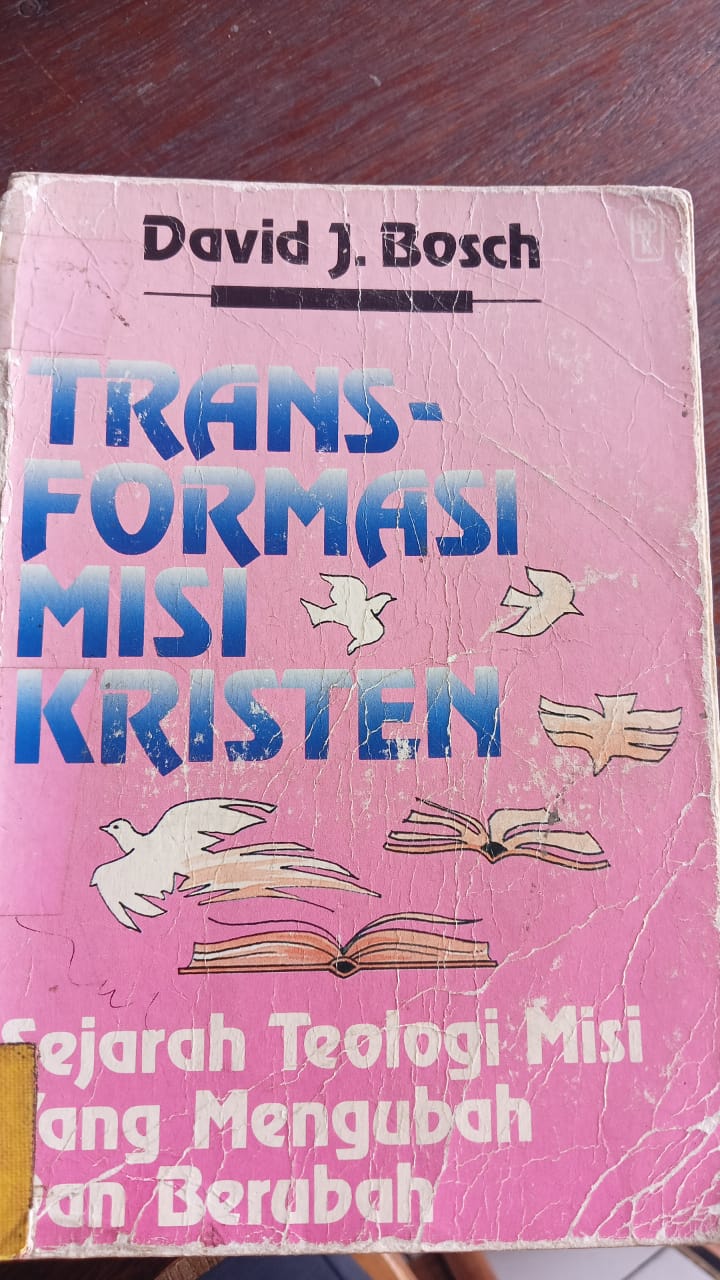 David J. Bosch
TRANS-
FORMASI
MISI
KRISTEN
Sejarah Teologi Misi
Yang Mengubah
Dan Berubah